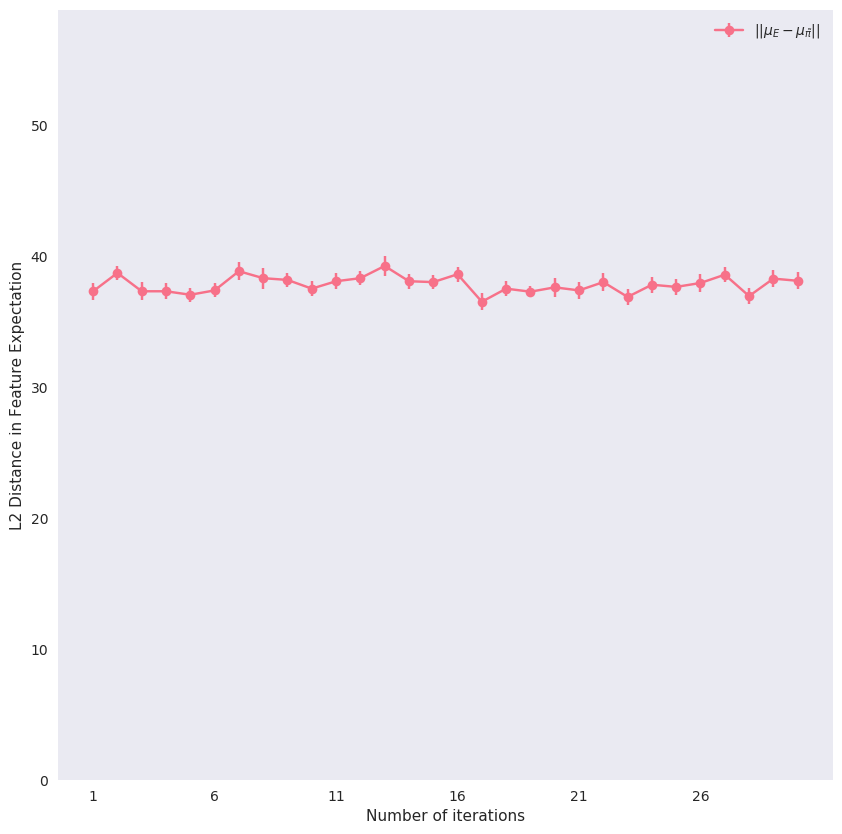 ||μ_E − μ_π̃||
50
40
30
20
10
0
L2 Distance in Feature Expectation
1 6 11 16 21 26
Number of iterations